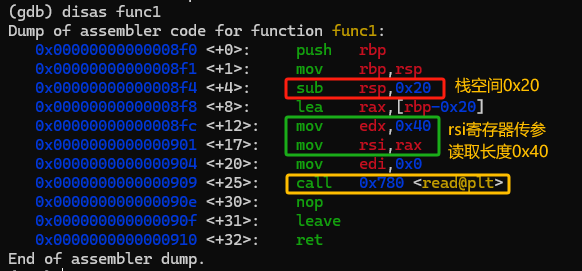 (gdb) disas func1
Dump of assembler code for function func1:
0x00000000000008f0 <+0>: push rbp
0x00000000000008f1 <+1>: mov rbp,rsp
0x00000000000008f4 <+4>: sub rsp,0x20 栈空间0x20
0x00000000000008f8 <+8>: lea rax,[rbp-0x20]
0x00000000000008fc <+12>: mov edx,0x40 rsi寄存器传参
0x0000000000000901 <+17>: mov rsi,rax 读取长度0x40
0x0000000000000904 <+20>: mov edi,0x0
0x0000000000000909 <+25>: call 0x780 <read@plt>
0x000000000000090e <+30>: nop
0x000000000000090f <+31>: leave
0x0000000000000910 <+32>: ret
End of assembler dump.